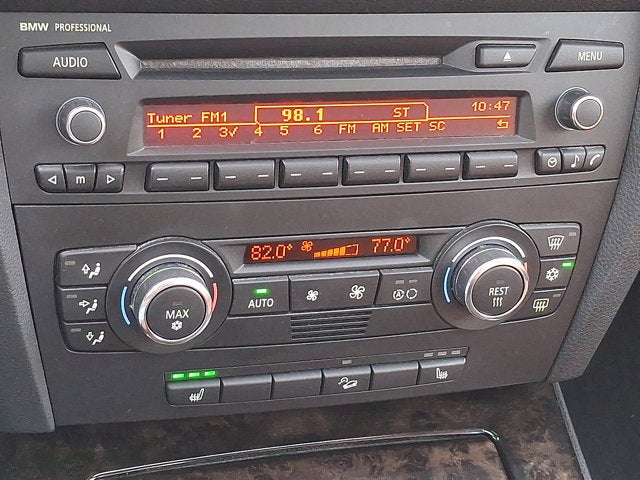 BMW PROFESSIONAL
AUDIO
MENU
Tuner FM1 98.1 ST 10:47
1 2 3✓ 4 5 6 FM AM SET SC
m
82.0° 77.0°
AUTO
MAX
REST